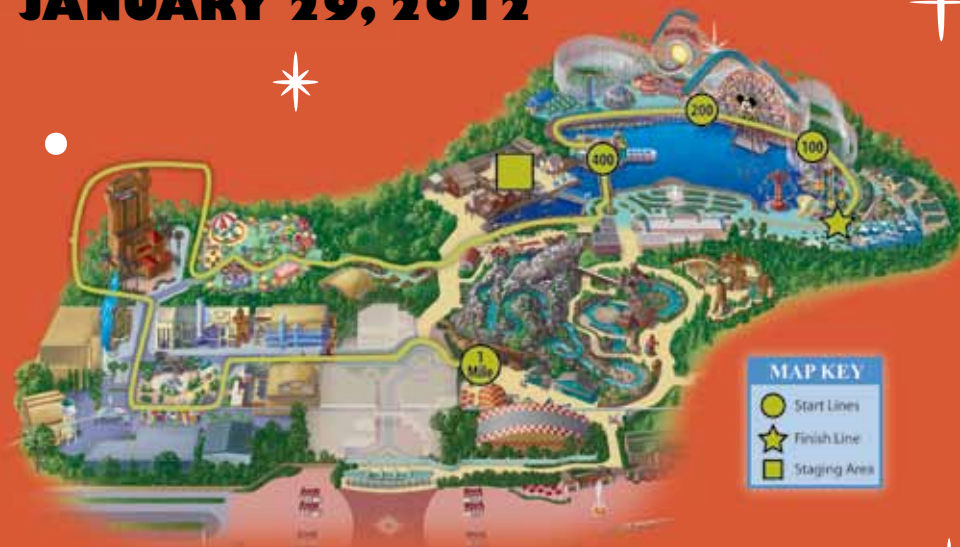 JANUARY 29, 2012
200
100
400
1
Mile
MAP KEY
Start Lines
Finish Line
Staging Area